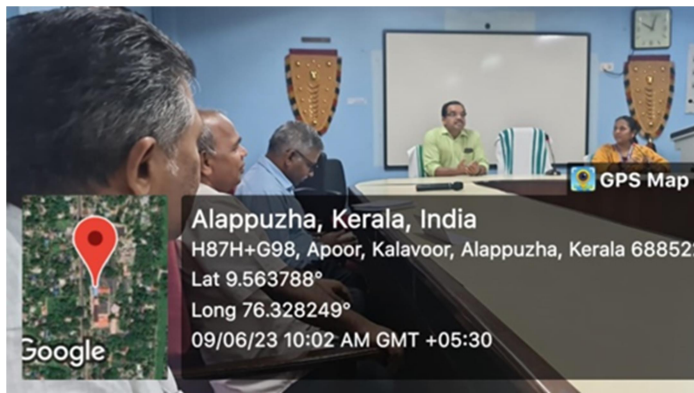 GPS Map
Alappuzha, Kerala, India
H87H+G98, Apoor, Kalavoor, Alappuzha, Kerala 68852
Lat 9.563788°
Long 76.328249°
09/06/23 10:02 AM GMT +05:30
Google